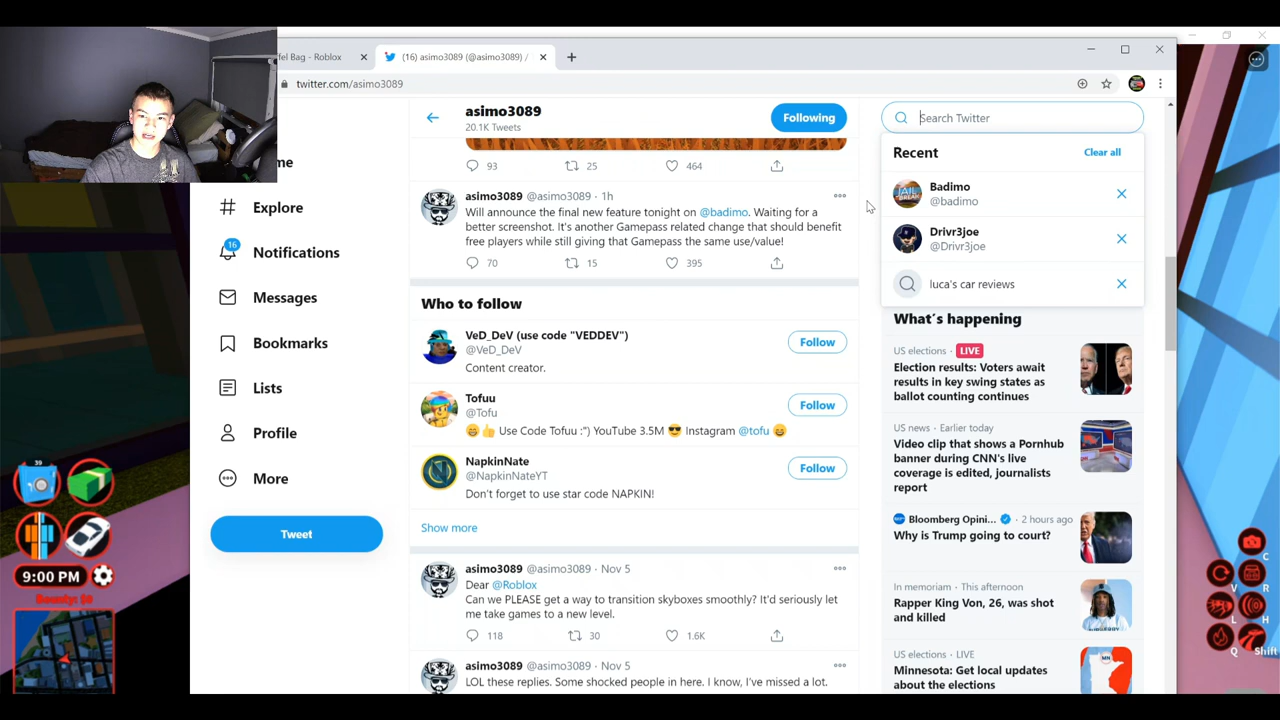 fel Bag - Roblox
(16) asimo3089 (@asimo3089) /
twitter.com/asimo3089
me
Explore
16
Notifications
Messages
Bookmarks
Lists
Profile
More
Tweet
asimo3089
20.1K Tweets
Following
93 25 464
asimo3089 @asimo3089 · 1h
Will announce the final new feature tonight on @badimo. Waiting for a
better screenshot. It's another Gamepass related change that should benefit
free players while still giving that Gamepass the same use/value!
70 15 395
Who to follow
VeD_DeV (use code "VEDDEV")
@VeD_DeV
Content creator.
Follow
Tofuu
@Tofu
😄👍 Use Code Tofuu :") YouTube 3.5M 😎 Instagram @tofu 😄
Follow
NapkinNate
@NapkinNateYT
Don't forget to use star code NAPKIN!
Follow
Show more
asimo3089 @asimo3089 · Nov 5
Dear @Roblox
Can we PLEASE get a way to transition skyboxes smoothly? It'd seriously let
me take games to a new level.
118 30 1.6K
asimo3089 @asimo3089 · Nov 5
LOL these replies. Some shocked people in here. I know, I've missed a lot.
Search Twitter
Recent
Clear all
JAIL
BREAK
Badimo
@badimo
Drivr3joe
@Drivr3joe
luca's car reviews
What's happening
US elections · LIVE
Election results: Voters await
results in key swing states as
ballot counting continues
US news · Earlier today
Video clip that shows a Pornhub
banner during CNN's live
coverage is edited, journalists
report
Bloomberg Opini... · 2 hours ago
Why is Trump going to court?
In memoriam · This afternoon
Rapper King Von, 26, was shot
and killed
US elections · LIVE
Minnesota: Get local updates
about the elections
MN
39
9:00 PM
Bounty: $0
C
V
R
L
H
Q
Shift